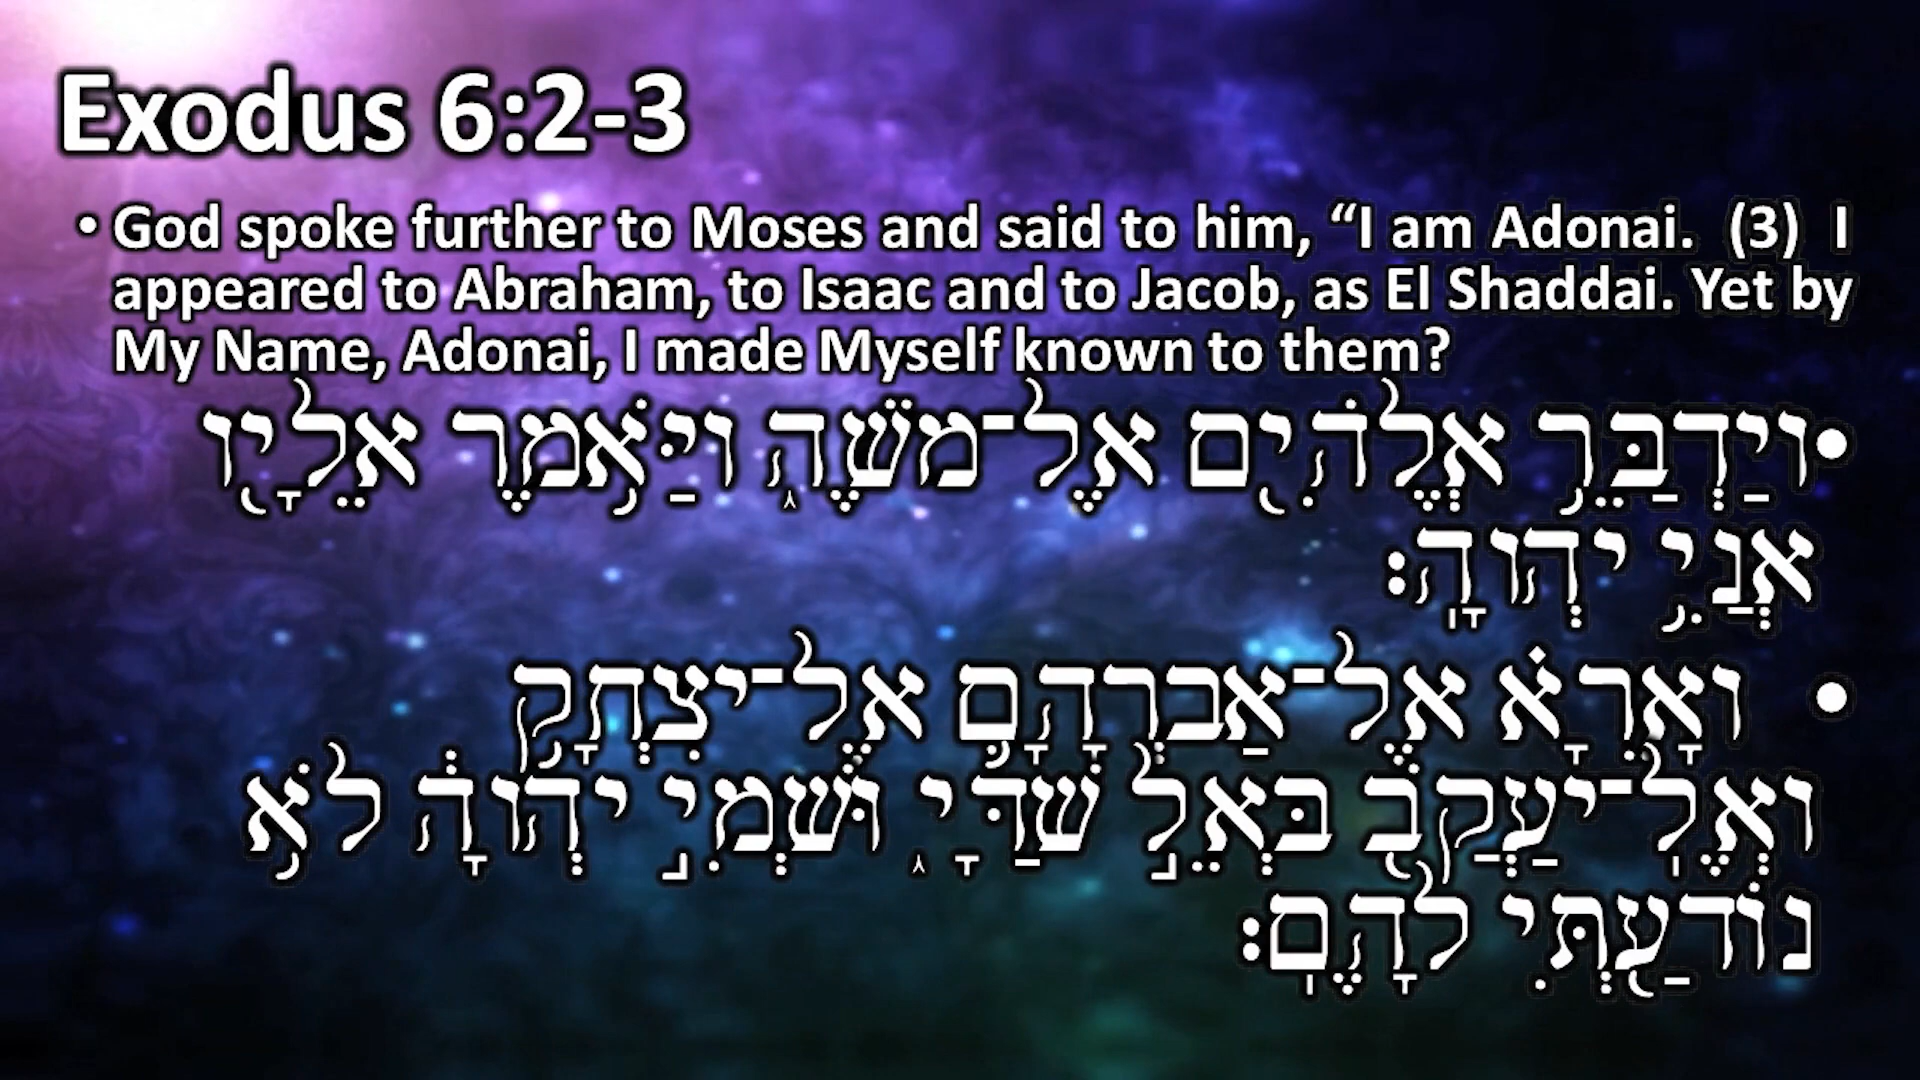 Exodus 6:2-3
• God spoke further to Moses and said to him, “I am Adonai. (3) I
appeared to Abraham, to Isaac and to Jacob, as El Shaddai. Yet by
My Name, Adonai, I made Myself known to them?
•וַיְדַבֵּ֥ר אֱלֹהִ֖ים אֶל־מֹשֶׁ֑ה וַיֹּ֥אמֶר אֵלָ֖יו
אֲנִ֥י יְהוָֽה׃
• וָאֵרָ֗א אֶל־אַבְרָהָ֛ם אֶל־יִצְחָ֥ק
וְאֶֽל־יַעֲקֹ֖ב בְּאֵ֣ל שַׁדָּ֑י וּשְׁמִ֣י יְהוָ֔ה לֹ֥א
נוֹדַ֖עְתִּי לָהֶֽם׃